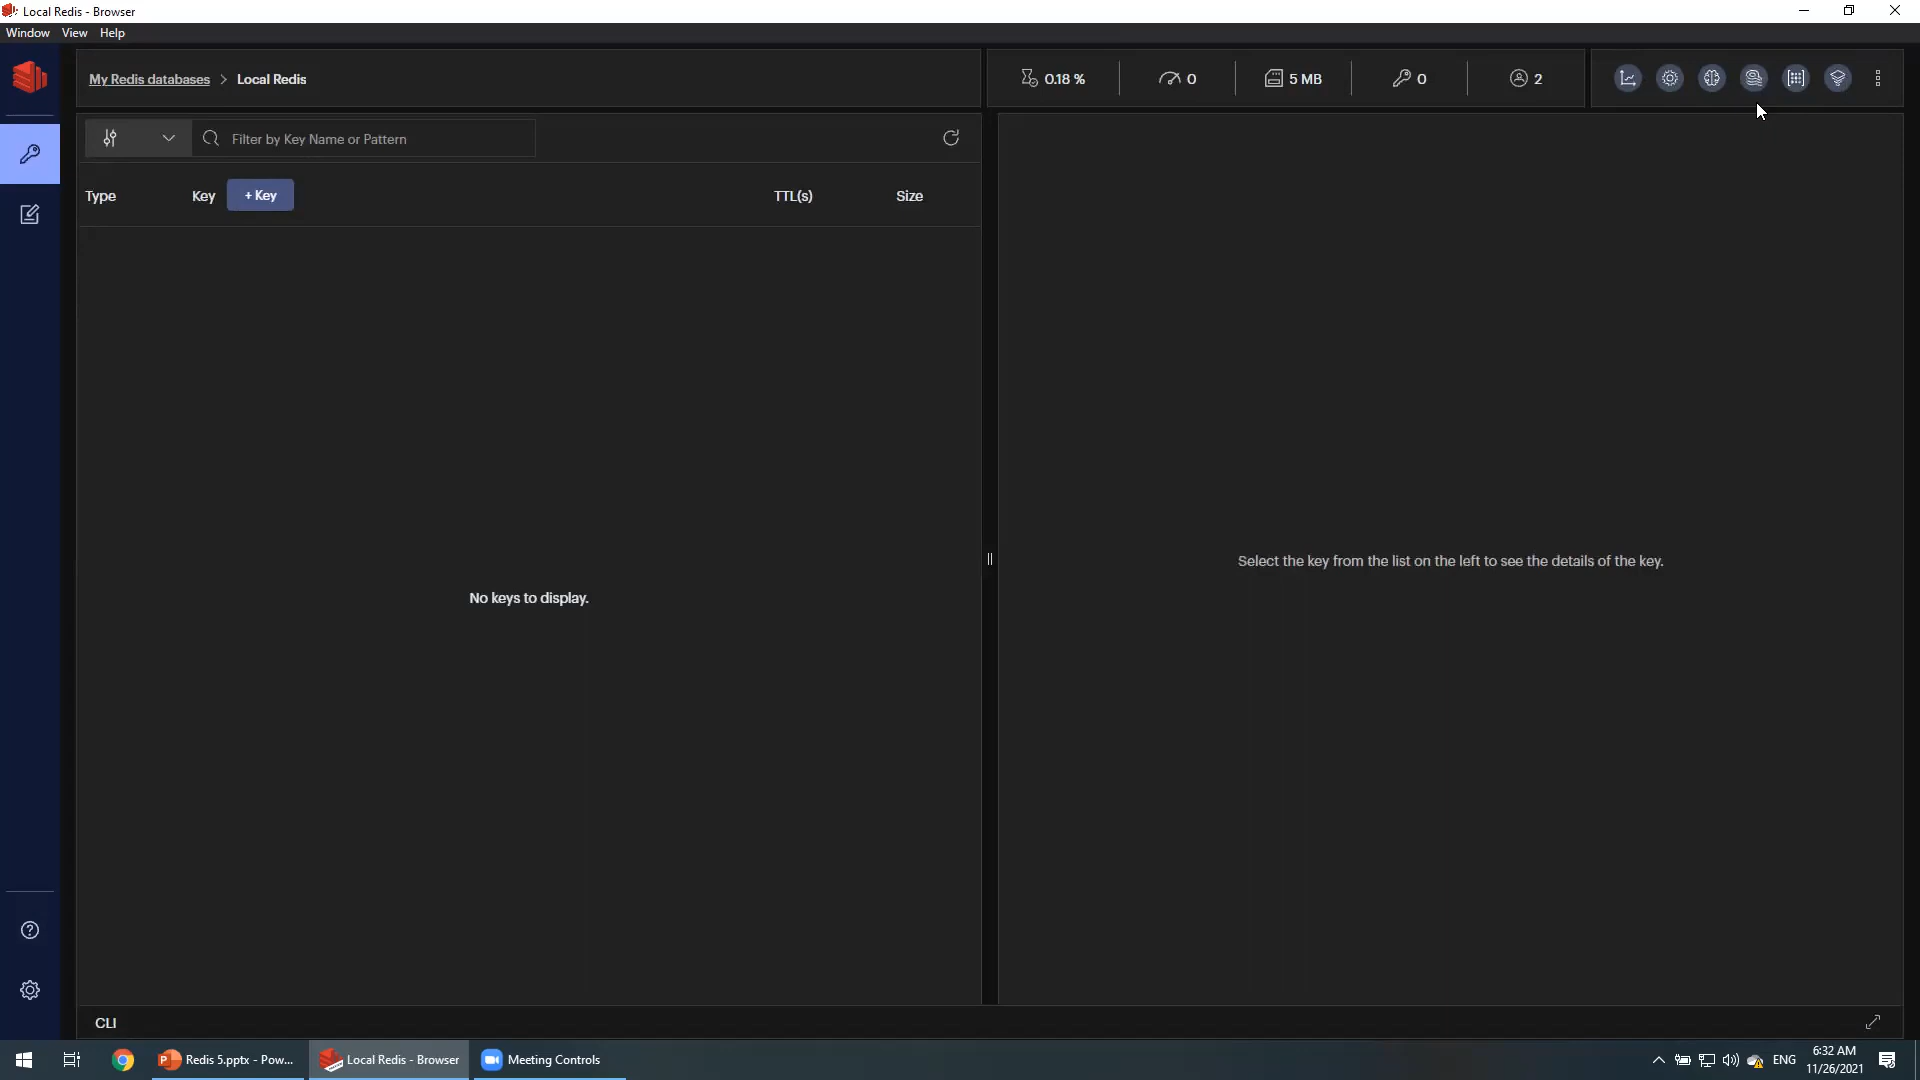 Local Redis - Browser
Window View Help
My Redis databases > Local Redis
0.18 % 0 5 MB 0 2
Filter by Key Name or Pattern
Type Key + Key TTL(s) Size
No keys to display.
Select the key from the list on the left to see the details of the key.
CLI
Redis 5.pptx - Pow... Local Redis - Browser Meeting Controls ENG
6:32 AM
11/26/2021